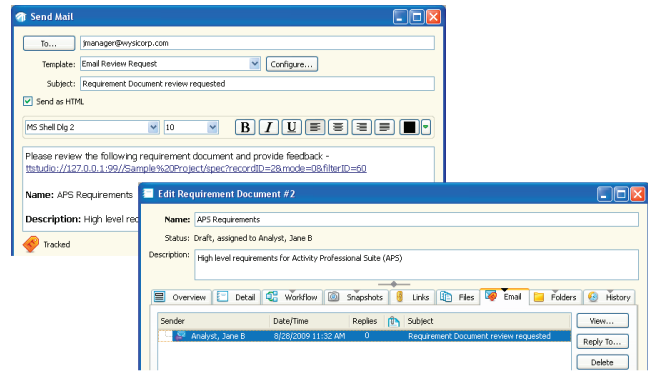 Send Mail
To...
jmanager@wysicorp.com
Template:
Email Review Request
Configure...
Subject:
Requirement Document review requested
Send as HTML
MS Shell Dlg 2
10
B I U
Please review the following requirement document and provide feedback -
ttstudio://127.0.0.1:99//Sample%20Project/spec?recordID=2&mode=0&filterID=60
Name: APS Requirements
Description: High level req
Tracked
Edit Requirement Document #2
Name: APS Requirements
Status: Draft, assigned to Analyst, Jane B
Description: High level requirements for Activity Professional Suite (APS)
Overview Detail Workflow Snapshots Links Files Email Folders History
Sender Date/Time Replies Subject
Analyst, Jane B 8/28/2009 11:32 AM 0 Requirement Document review requested
View...
Reply To...
Delete